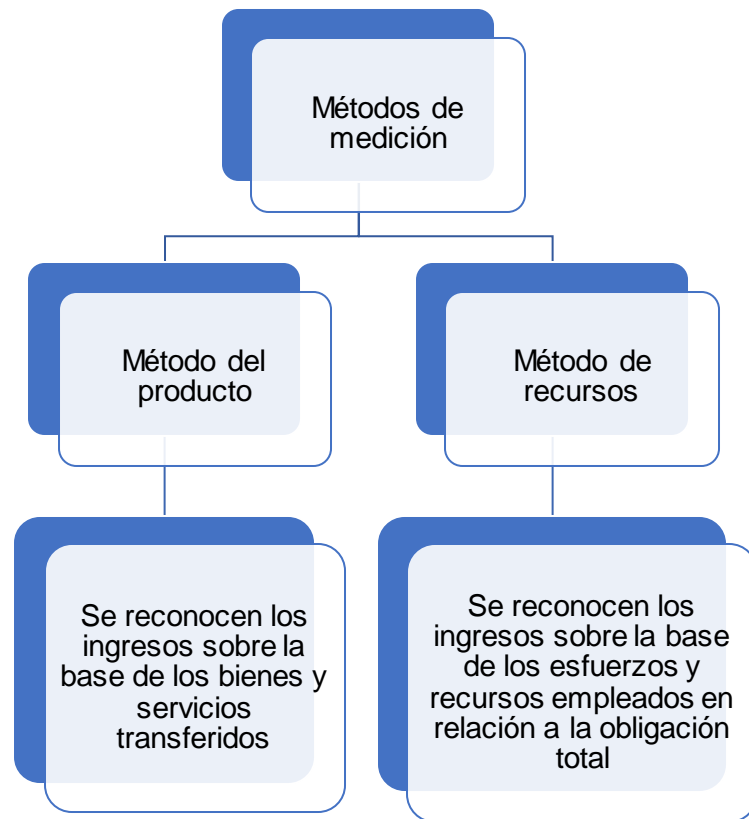 Métodos de
medición
Método del
producto
Método de
recursos
Se reconocen los
ingresos sobre la
base de los bienes y
servicios
transferidos
Se reconocen los
ingresos sobre la base
de los esfuerzos y
recursos empleados en
relación a la obligación
total